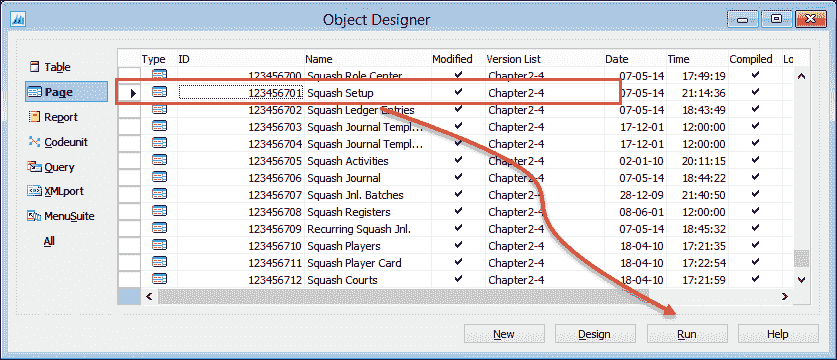 Object Designer
Type ID Name Modified Version List Date Time Compiled Lo
Table
Page
Report
Codeunit
Query
XMLport
MenuSuite
All
123456700 Squash Role Center Chapter2-4 07-05-14 17:49:19
123456701 Squash Setup Chapter2-4 07-05-14 21:14:36
123456702 Squash Ledger Entries Chapter2-4 07-05-14 18:43:49
123456703 Squash Journal Templ... Chapter2-4 17-12-01 12:00:00
123456704 Squash Journal Templ... Chapter2-4 17-12-01 12:00:00
123456705 Squash Activities Chapter2-4 02-01-10 20:11:15
123456706 Squash Journal Chapter2-4 07-05-14 18:44:22
123456707 Squash Jnl. Batches Chapter2-4 28-12-09 21:40:50
123456708 Squash Registers Chapter2-4 08-06-01 12:00:00
123456709 Recurring Squash Jnl. Chapter2-4 07-05-14 18:45:32
123456710 Squash Players Chapter2-4 18-04-10 17:21:35
123456711 Squash Player Card Chapter2-4 18-04-10 17:22:54
123456712 Squash Courts Chapter2-4 18-04-10 17:21:59
New Design Run Help